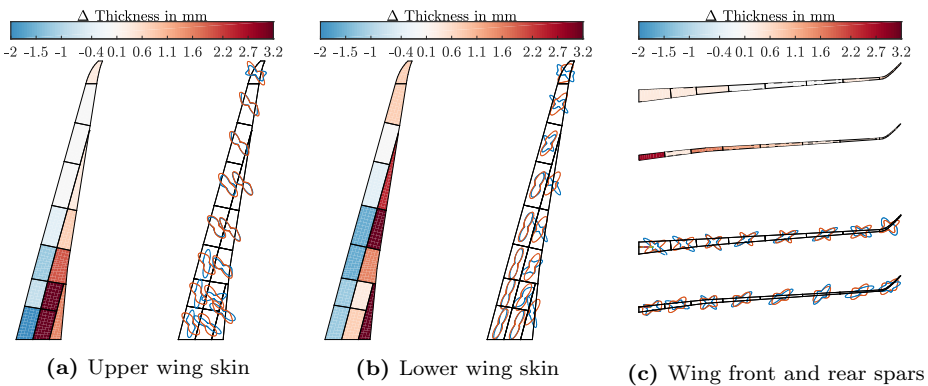 Δ Thickness in mm
-2 -1.5 -1 -0.4 0.1 0.6 1.1 1.6 2.2 2.7 3.2
Δ Thickness in mm
-2 -1.5 -1 -0.4 0.1 0.6 1.1 1.6 2.2 2.7 3.2
Δ Thickness in mm
-2 -1.5 -1 -0.4 0.1 0.6 1.1 1.6 2.2 2.7 3.2
(a) Upper wing skin
(b) Lower wing skin
(c) Wing front and rear spars